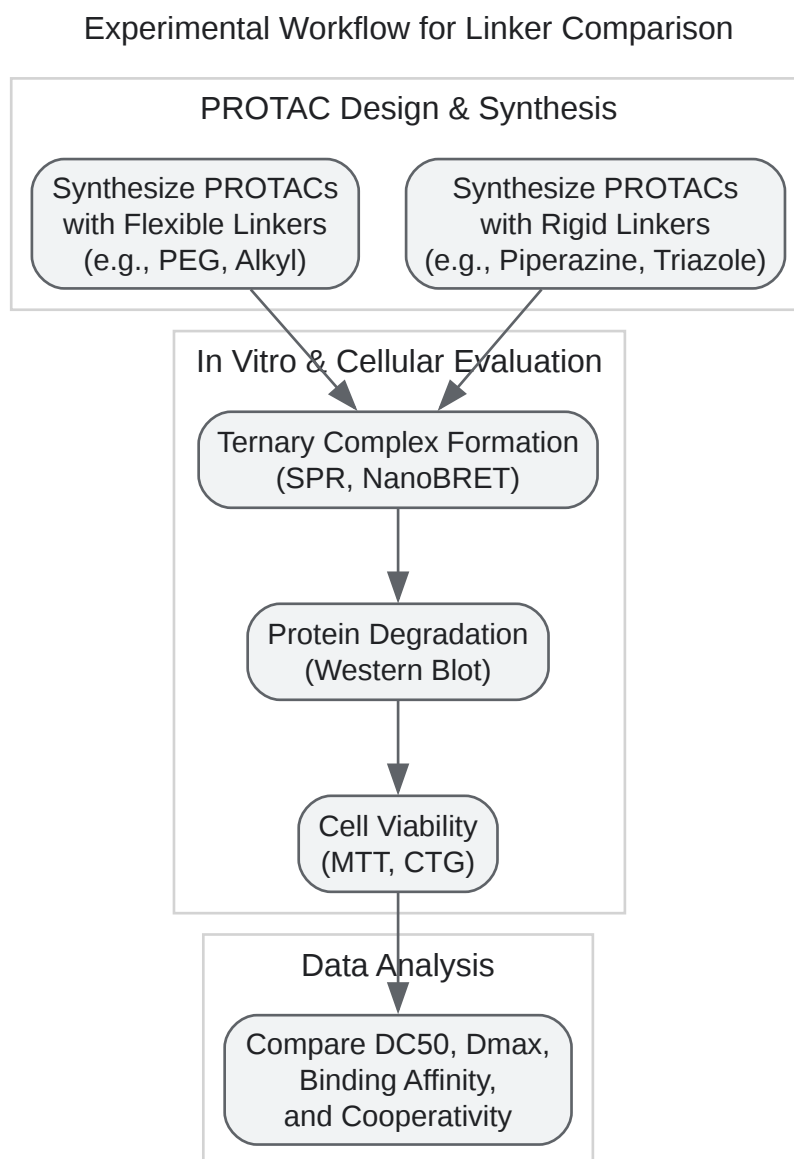 Experimental Workflow for Linker Comparison
PROTAC Design & Synthesis
Synthesize PROTACs
with Flexible Linkers
(e.g., PEG, Alkyl)
Synthesize PROTACs
with Rigid Linkers
(e.g., Piperazine, Triazole)
In Vitro & Cellular Evaluation
Ternary Complex Formation
(SPR, NanoBRET)
Protein Degradation
(Western Blot)
Cell Viability
(MTT, CTG)
Data Analysis
Compare DC50, Dmax,
Binding Affinity,
and Cooperativity